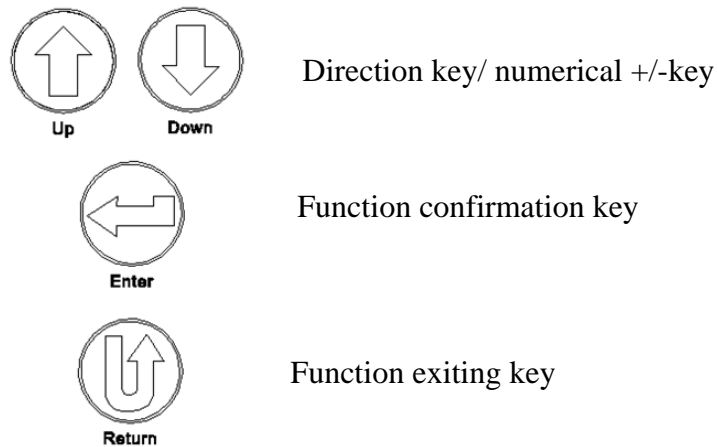 Direction key/ numerical +/-key
Up Down
Function confirmation key
Enter
Function exiting key
Return